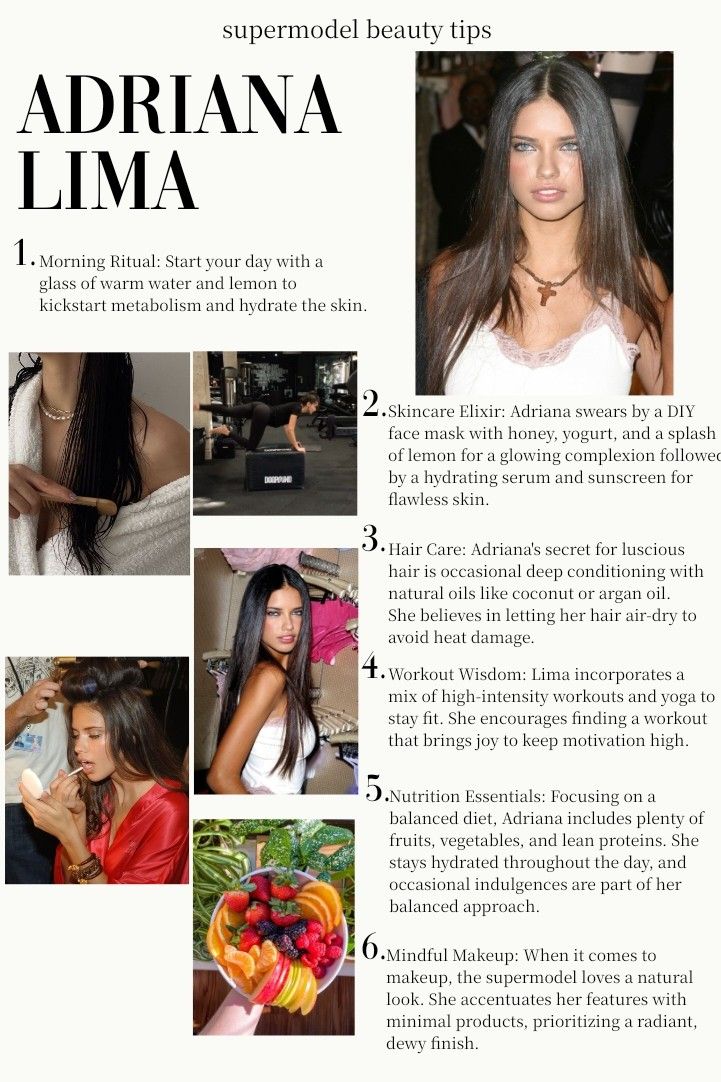 supermodel beauty tips
ADRIANA
LIMA
1. Morning Ritual: Start your day with a
glass of warm water and lemon to
kickstart metabolism and hydrate the skin.
2. Skincare Elixir: Adriana swears by a DIY
face mask with honey, yogurt, and a splash
of lemon for a glowing complexion followe
by a hydrating serum and sunscreen for
flawless skin.
3. Hair Care: Adriana's secret for luscious
hair is occasional deep conditioning with
natural oils like coconut or argan oil.
She believes in letting her hair air-dry to
avoid heat damage.
4. Workout Wisdom: Lima incorporates a
mix of high-intensity workouts and yoga to
stay fit. She encourages finding a workout
that brings joy to keep motivation high.
5. Nutrition Essentials: Focusing on a
balanced diet, Adriana includes plenty of
fruits, vegetables, and lean proteins. She
stays hydrated throughout the day, and
occasional indulgences are part of her
balanced approach.
6. Mindful Makeup: When it comes to
makeup, the supermodel loves a natural
look. She accentuates her features with
minimal products, prioritizing a radiant,
dewy finish.